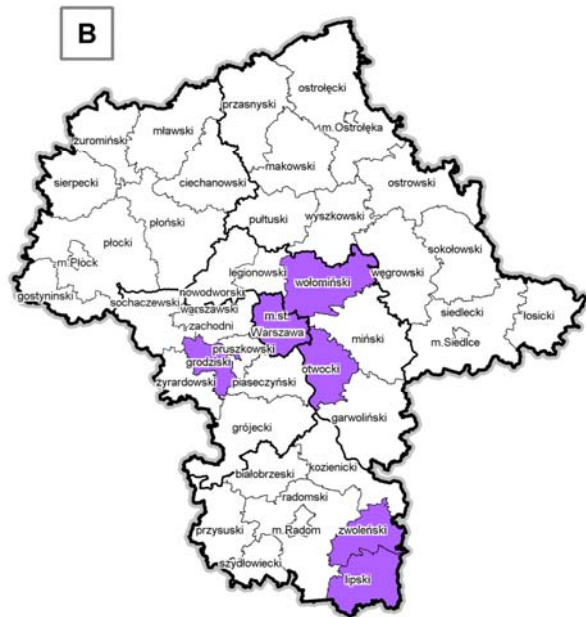 B
ostrołęcki
przasnyski
m.Ostrołęka
mławski
żuromiński
makowski
ciechanowski
sierpecki
ostrowski
pułtuski
wyszkowski
płoński
płocki
sokołowski
m.Płock
legionowski
węgrowski
wołomiński
nowodworski
gostyninski
sochaczewski
siedlecki
łosicki
warszawski
zachodni
m.st.
Warszawa
miński
m.Siedlce
pruszkowski
grodziski
otwocki
żyrardowski
piaseczyński
garwoliński
grójecki
białobrzeski
kozienicki
radomski
przysuski
m.Radom
zwoleński
szydłowiecki
lipski